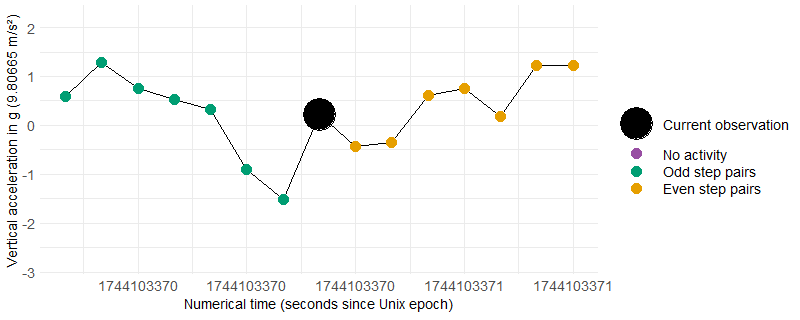 Vertical acceleration in g (9.80665 m/s²)
2
1
0
-1
-2
-3
1744103370 1744103370 1744103370 1744103371 1744103371
Numerical time (seconds since Unix epoch)
Current observation
No activity
Odd step pairs
Even step pairs